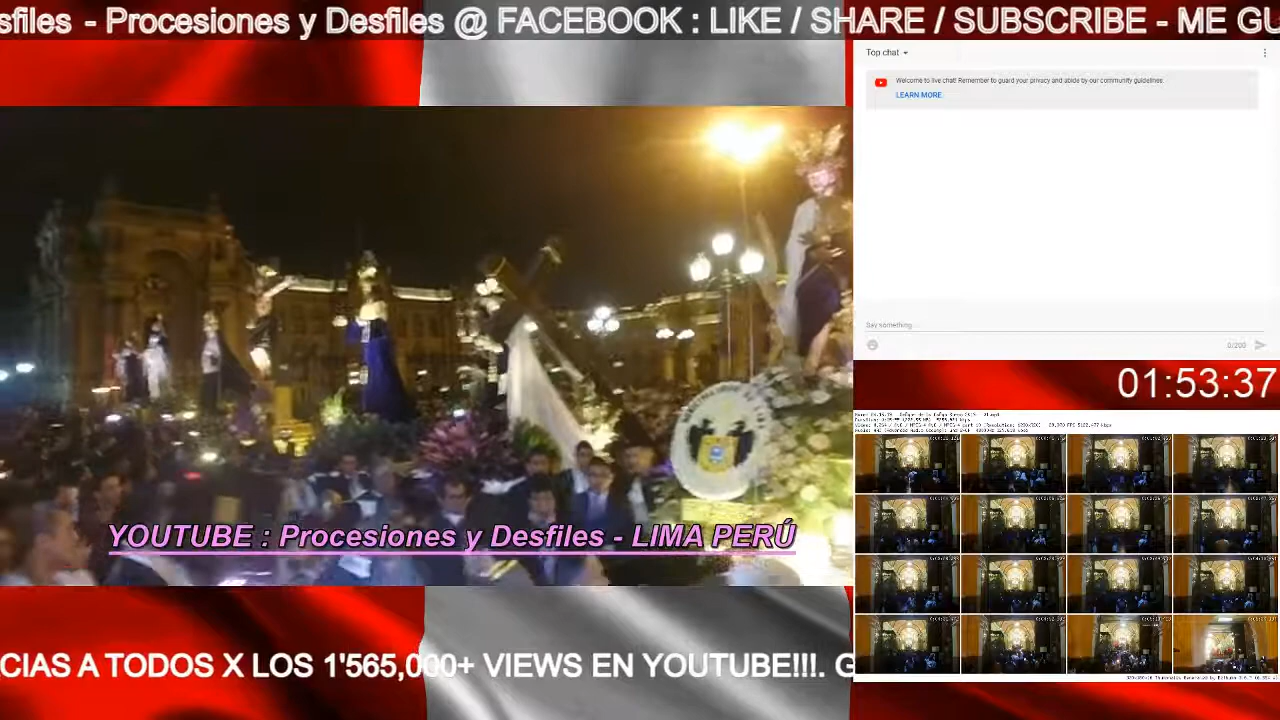 sfiles - Procesiones y Desfiles @ FACEBOOK : LIKE / SHARE / SUBSCRIBE - ME GU
Top chat
Welcome to live chat! Remember to guard your privacy and abide by our community guidelines.
LEARN MORE
Say something...
0/200
01:53:37
YOUTUBE : Procesiones y Desfiles - LIMA PERÚ
CIAS A TODOS X LOS 1'565,000+ VIEWS EN YOUTUBE!!!. G